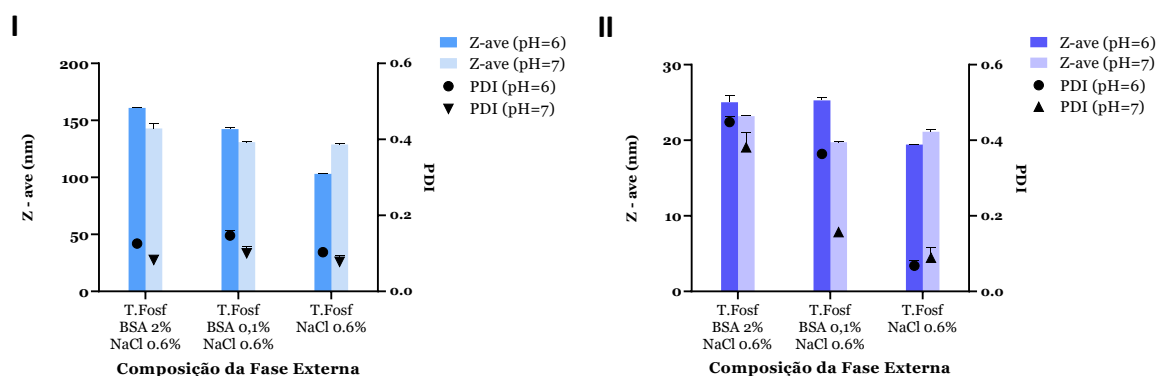 I
Z-ave (pH=6)
Z-ave (pH=7)
PDI (pH=6)
PDI (pH=7)
200
150
100
50
0
Z - ave (nm)
0.6
0.4
0.2
0.0
PDI
T.Fosf
BSA 2%
NaCl 0.6%
T.Fosf
BSA 0,1%
NaCl 0.6%
T.Fosf
NaCl 0.6%
Composição da Fase Externa
II
Z-ave (pH=6)
Z-ave (pH=7)
PDI (pH=6)
PDI (pH=7)
30
20
10
0
Z - ave (nm)
0.6
0.4
0.2
0.0
PDI
T.Fosf
BSA 2%
NaCl 0.6%
T.Fosf
BSA 0,1%
NaCl 0.6%
T.Fosf
NaCl 0.6%
Composição da Fase Externa